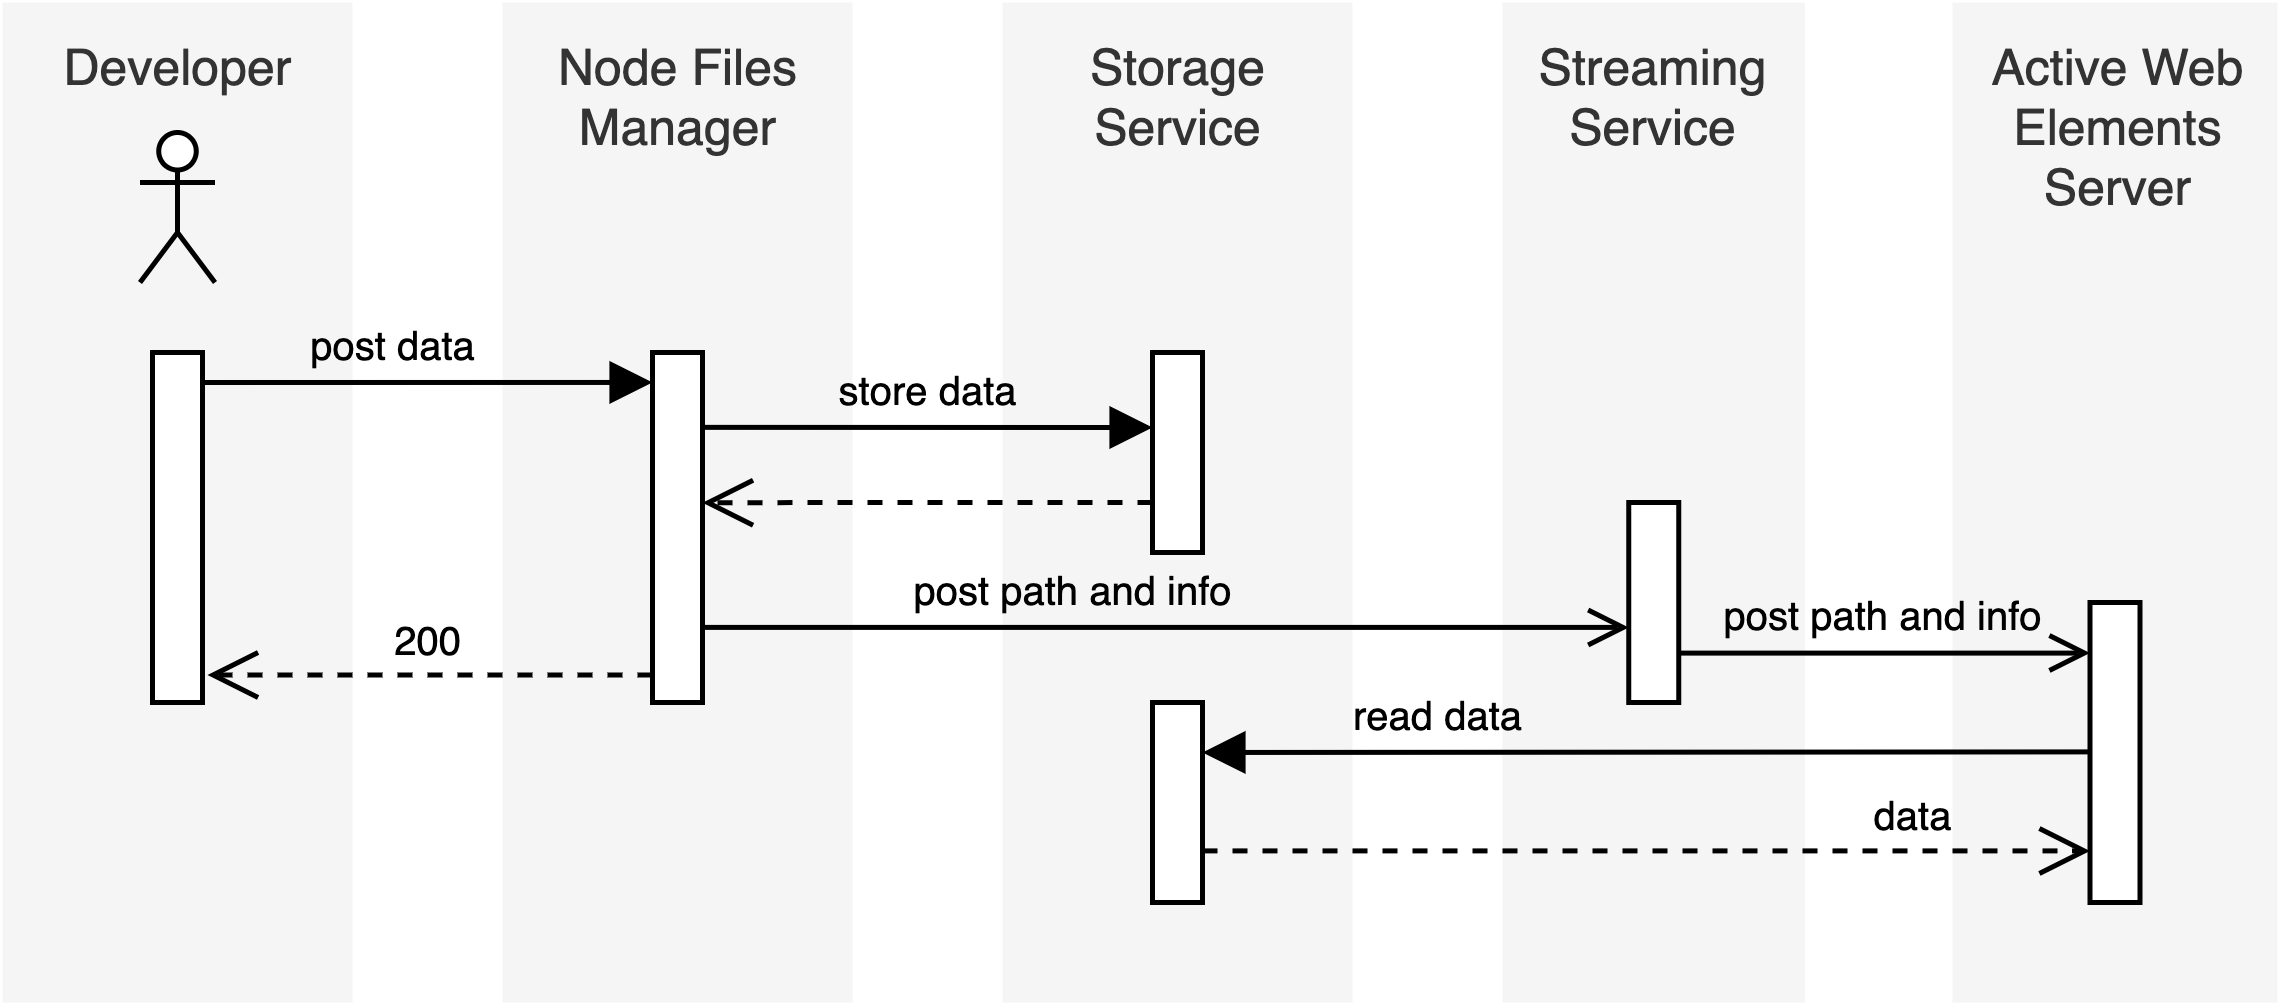 Developer
Node Files
Manager
Storage
Service
Streaming
Service
Active Web
Elements
Server
post data
store data
post path and info
post path and info
200
read data
data